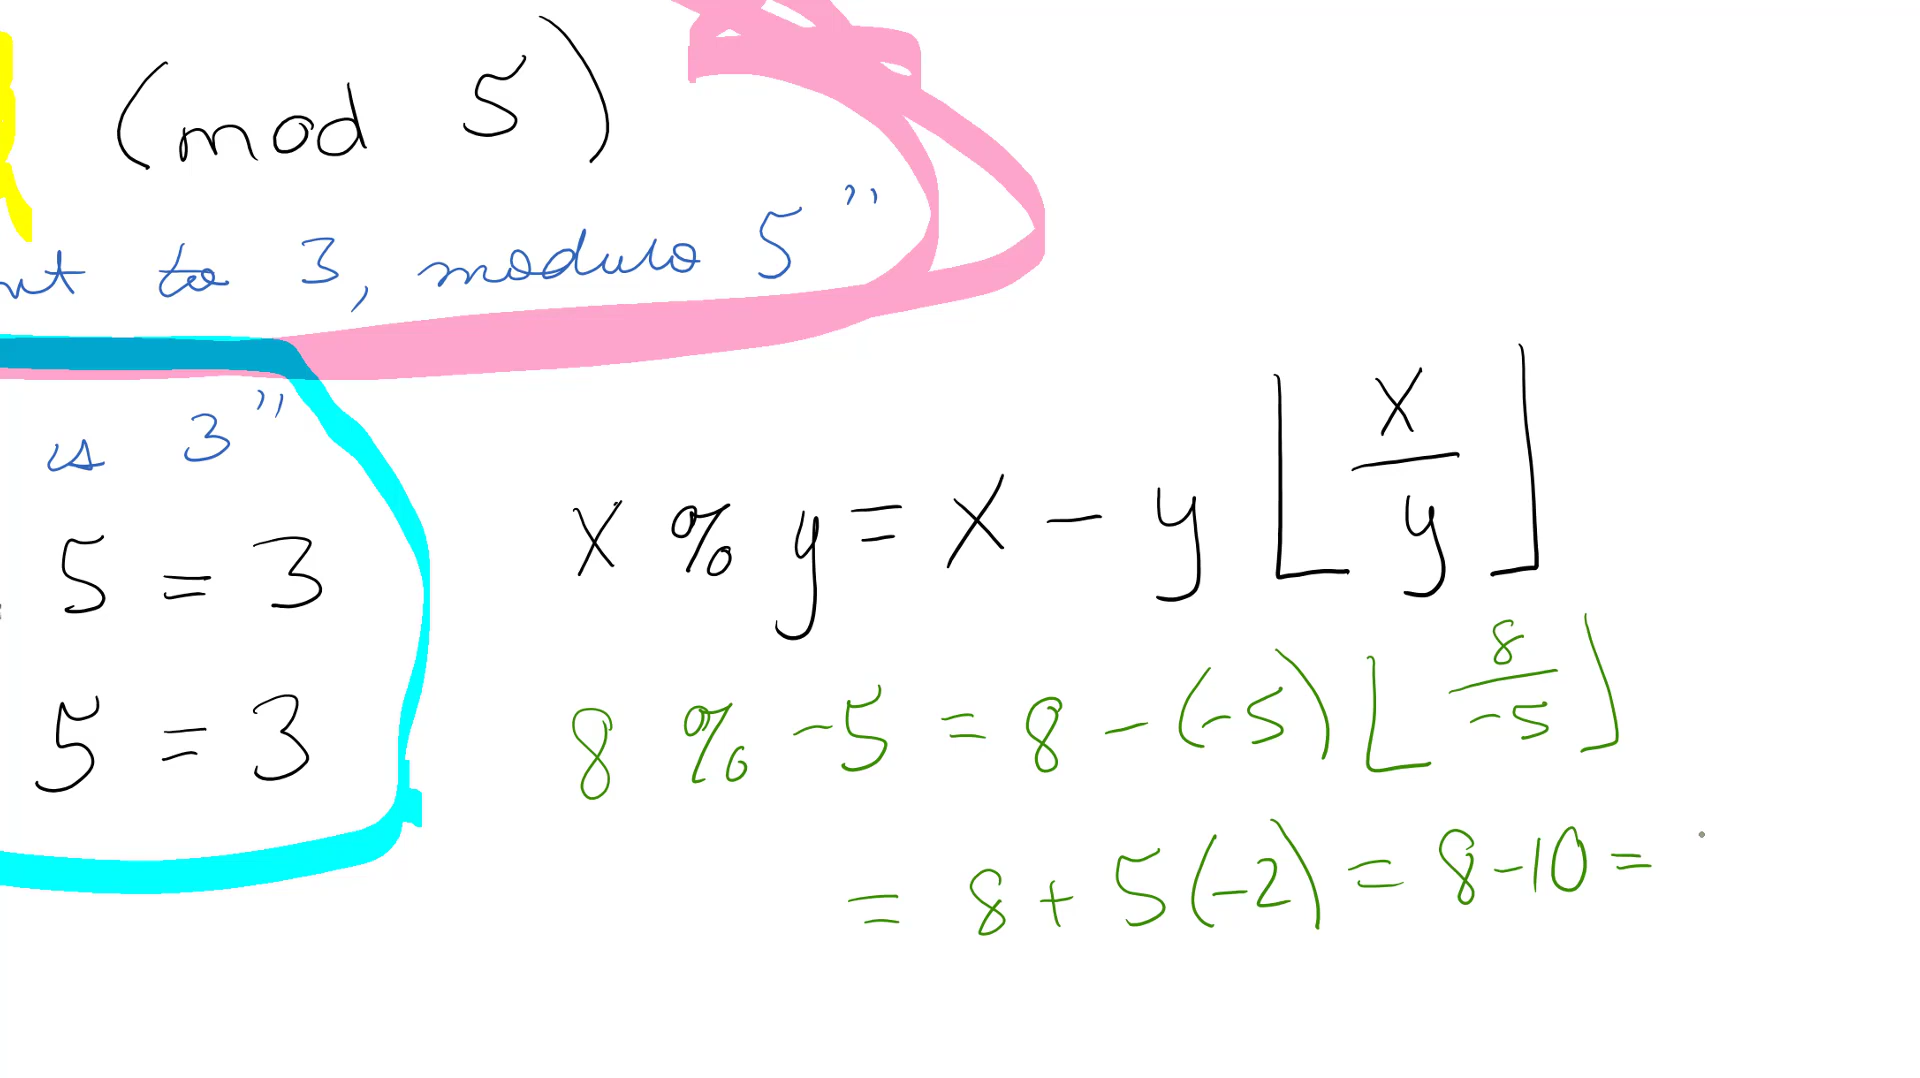 (mod 5)
to 3, modulo 5"
is 3"
5 = 3
5 = 3
x % y = x - y ⌊x/y⌋
8 % -5 = 8 - (-5) ⌊8/-5⌋
= 8 + 5(-2) = 8 - 10 =